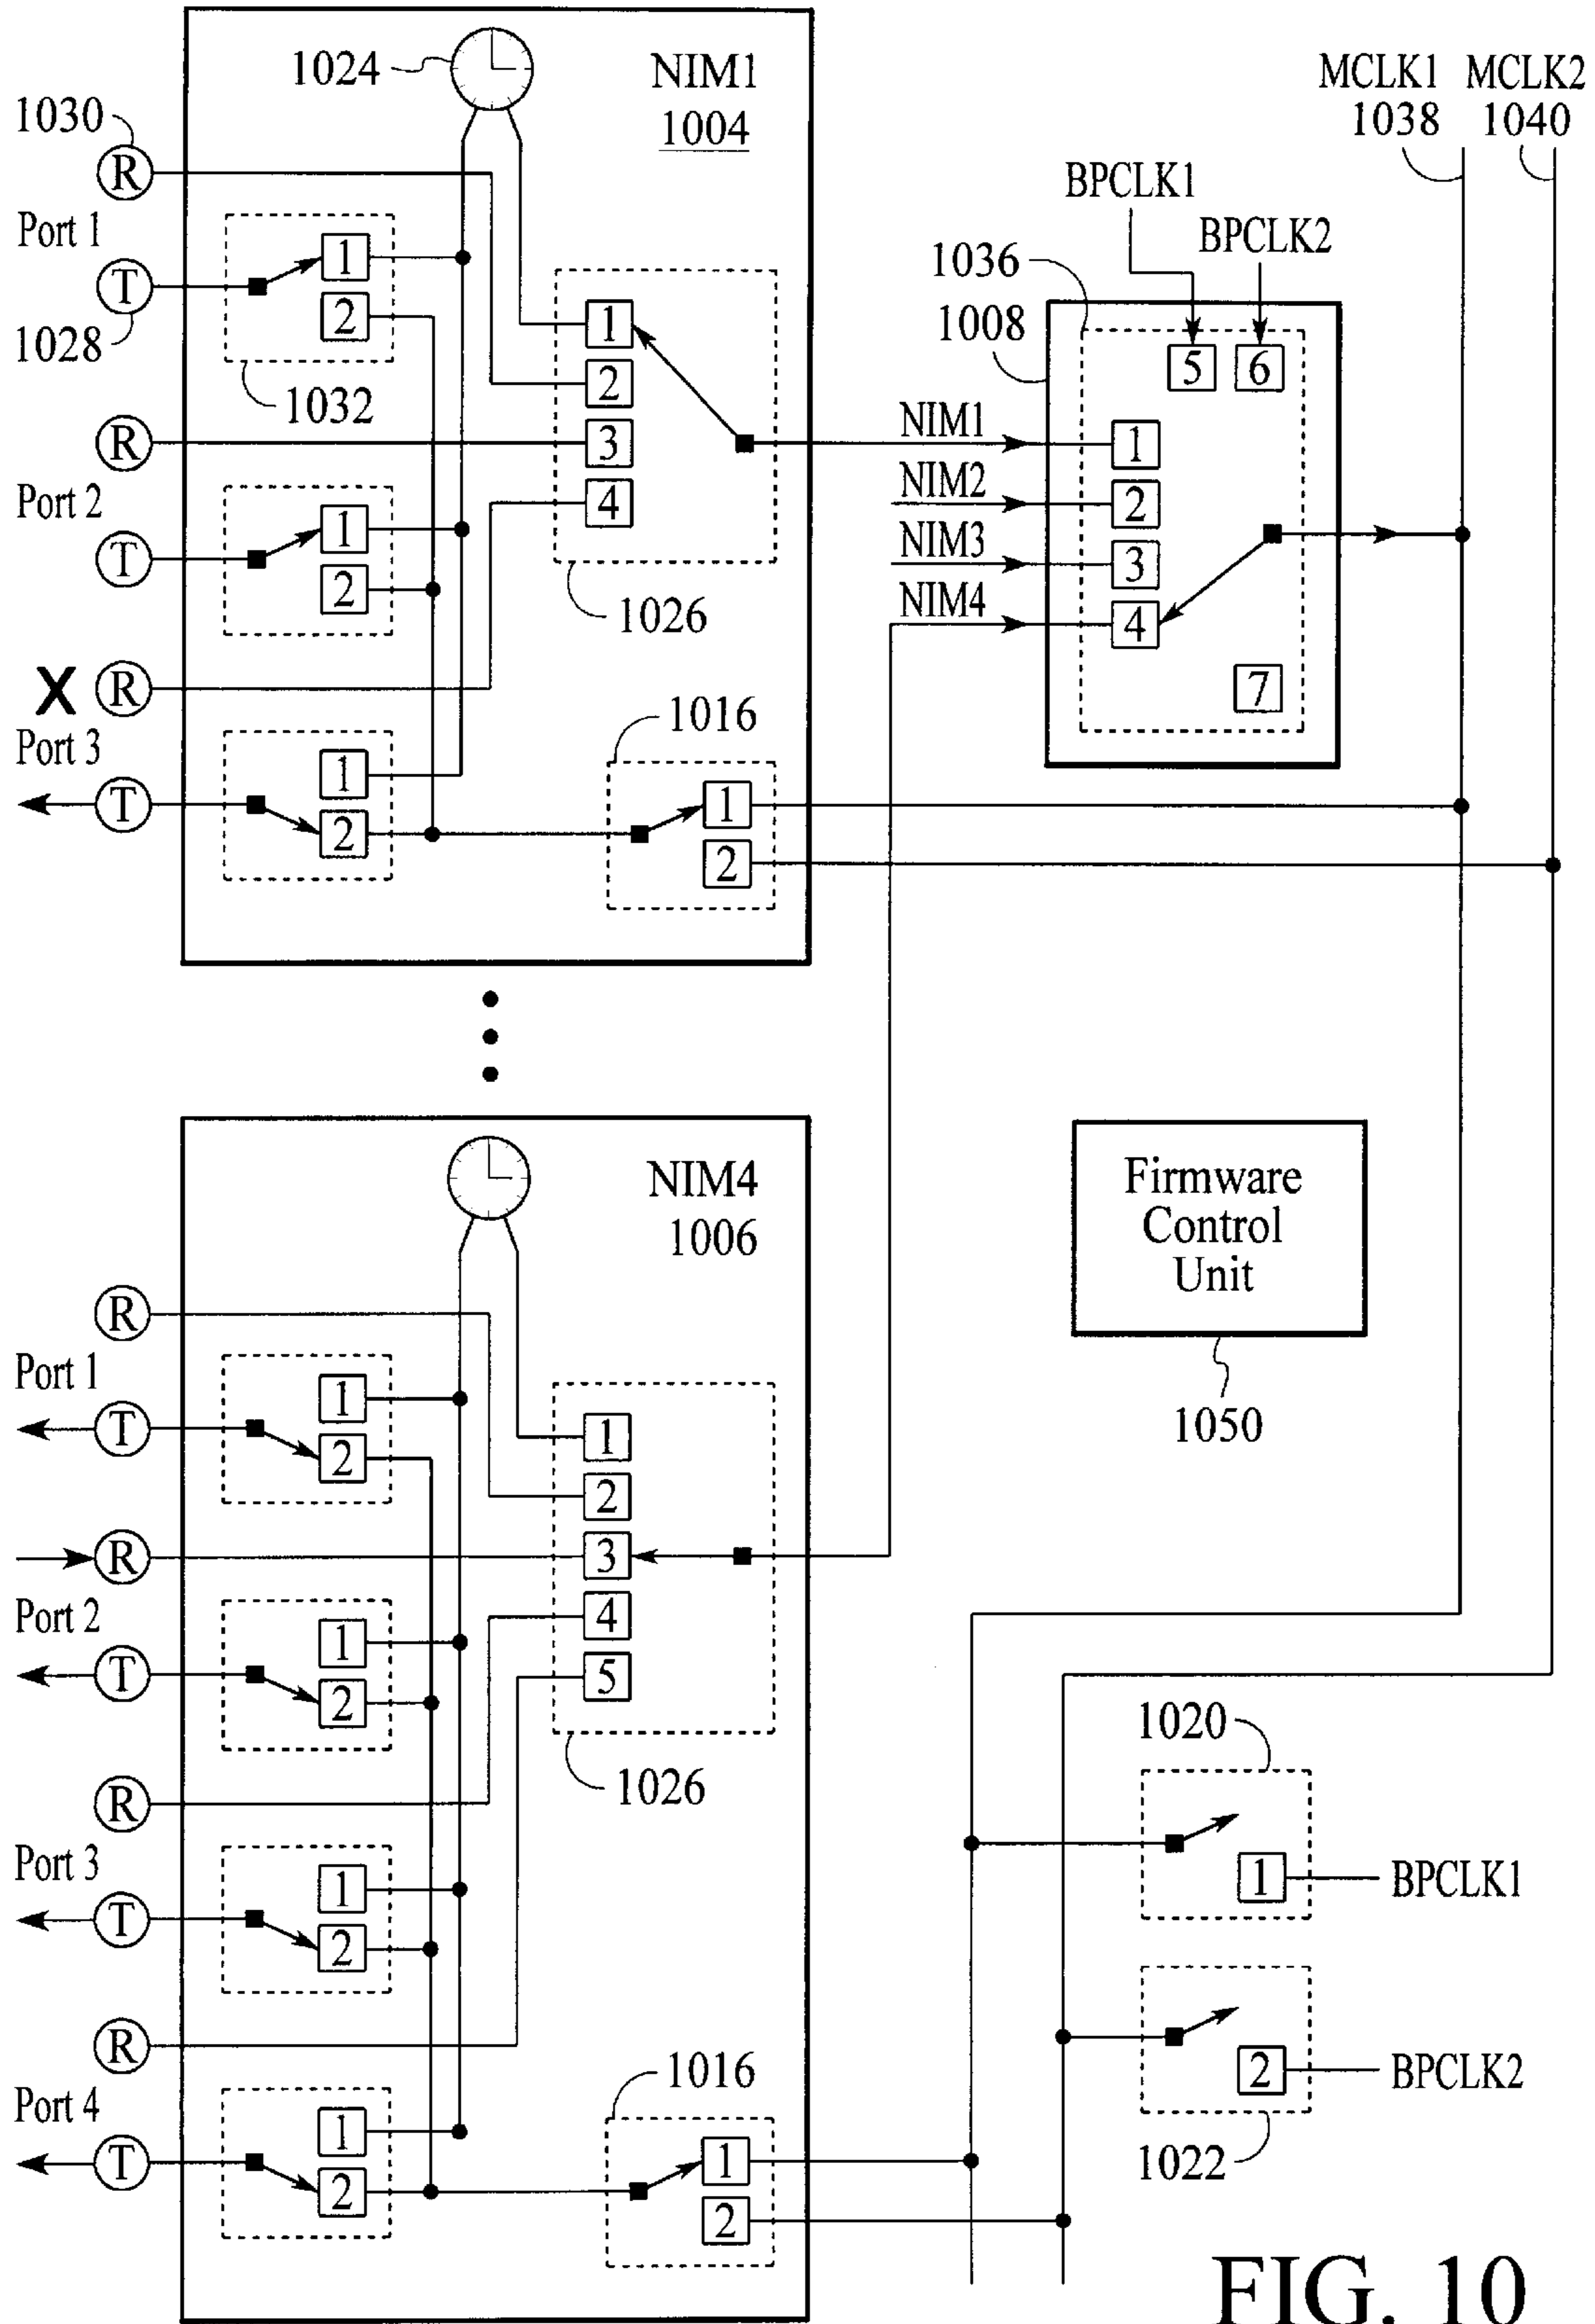 1024
NIM1
1004
MCLK1
1038
MCLK2
1040
1030
R
Port 1
T
1028
1
2
1032
R
Port 2
T
1
2
X
R
Port 3
T
1
2
1
2
3
4
1026
1016
1
2
BPCLK1
BPCLK2
1036
1008
5
6
NIM1
1
NIM2
2
NIM3
3
NIM4
4
7
NIM4
1006
R
Port 1
T
1
2
R
Port 2
T
1
2
R
Port 3
T
1
2
R
Port 4
T
1
2
1
2
3
4
5
1026
1016
1
2
Firmware
Control
Unit
1050
1020
1
BPCLK1
2
BPCLK2
1022
FIG. 10